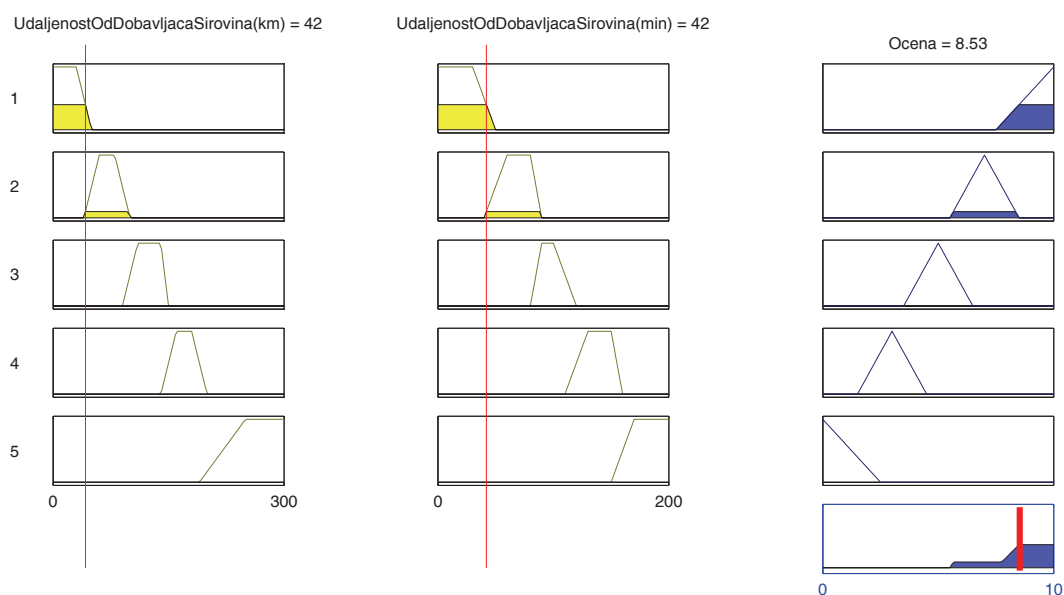 UdaljenostOdDobavljacaSirovina(km) = 42
UdaljenostOdDobavljacaSirovina(min) = 42
Ocena = 8.53
1
2
3
4
5
0 300
0 200
0 10